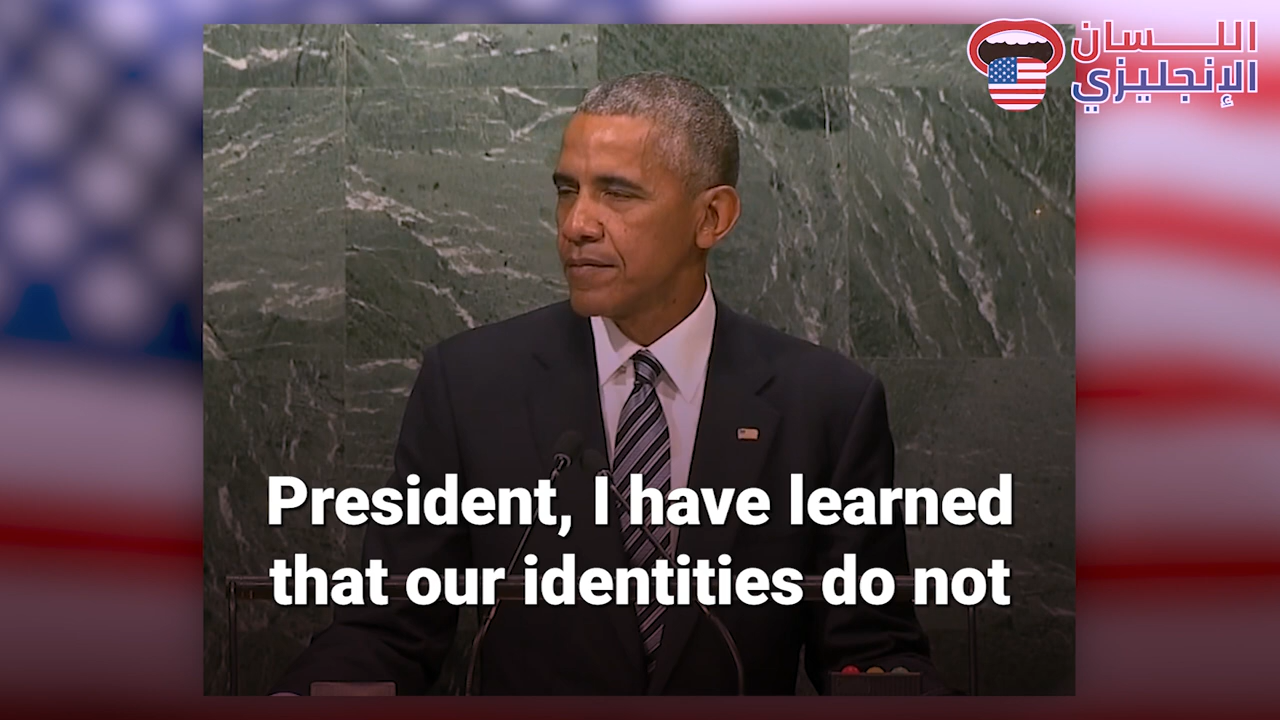 اللسان
الإنجليزي
President, I have learned
that our identities do not